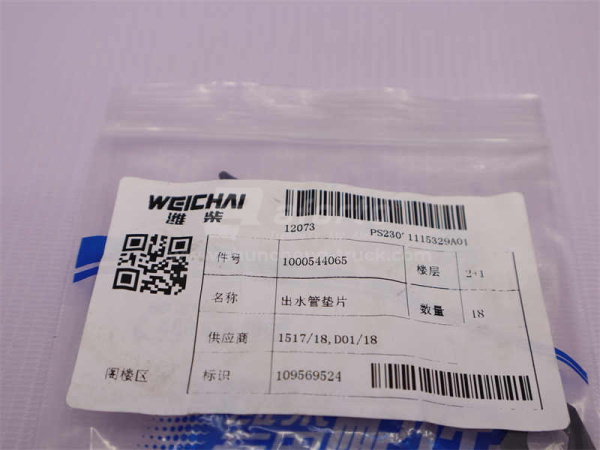 WEICHAI
潍柴
12073 PS230' 1115329A01
件号 1000544065 楼层 2+1
名称 出水管垫片 数量 18
供应商 1517/18,D01/18
阁楼区 标识 109569524